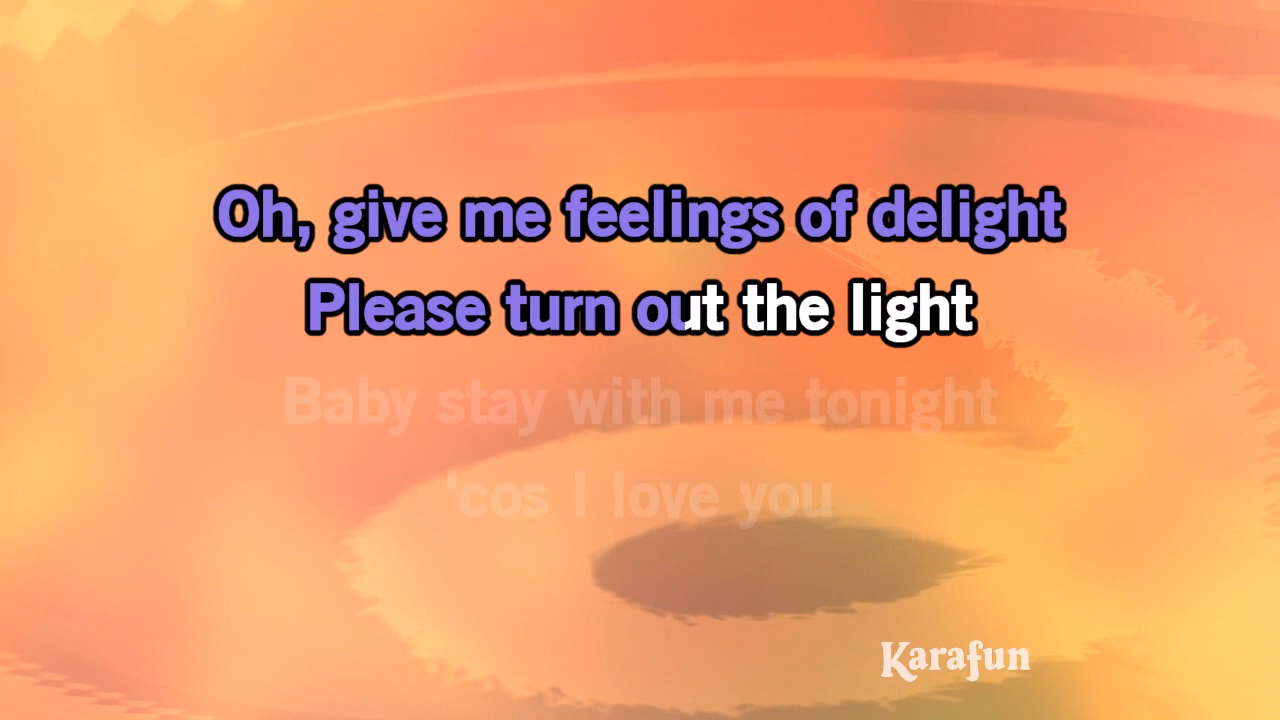 Oh, give me feelings of delight
Please turn out the light
Baby stay with me tonight
'cos I love you
Karafun